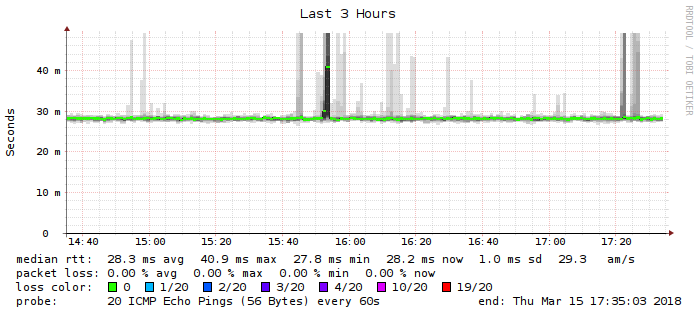 Last 3 Hours
RRDTOOL / TOBI OETIKER
Seconds
40 m
30 m
20 m
10 m
0
14:40 15:00 15:20 15:40 16:00 16:20 16:40 17:00 17:20
median rtt: 28.3 ms avg 40.9 ms max 27.8 ms min 28.2 ms now 1.0 ms sd 29.3 am/s
packet loss: 0.00 % avg 0.00 % max 0.00 % min 0.00 % now
loss color: 0 1/20 2/20 3/20 4/20 10/20 19/20
probe: 20 ICMP Echo Pings (56 Bytes) every 60s end: Thu Mar 15 17:35:03 2018